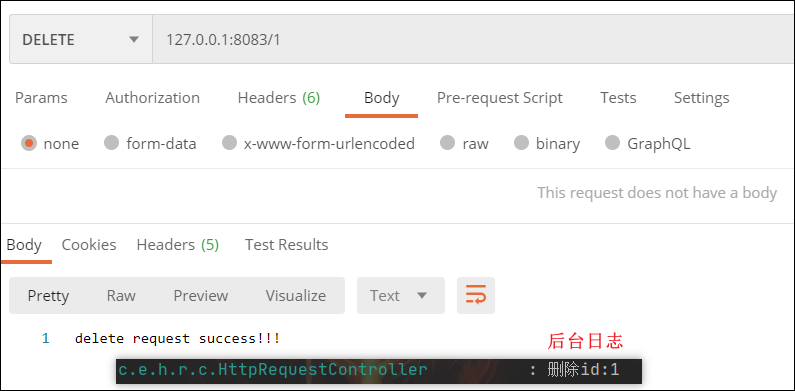 DELETE 127.0.0.1:8083/1
Params Authorization Headers (6) Body Pre-request Script Tests Settings
none form-data x-www-form-urlencoded raw binary GraphQL
This request does not have a body
Body Cookies Headers (5) Test Results
Pretty Raw Preview Visualize Text
1 delete request success!!!
后台日志
c.e.h.r.c.HttpRequestController : 删除id:1